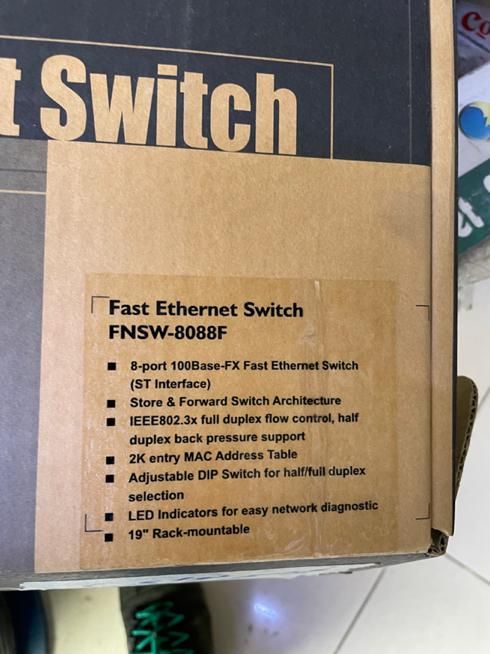 t Switch
Co
et
Fast Ethernet Switch
FNSW-8088F
8-port 100Base-FX Fast Ethernet Switch
(ST Interface)
Store & Forward Switch Architecture
IEEE802.3x full duplex flow control, half
duplex back pressure support
2K entry MAC Address Table
Adjustable DIP Switch for half/full duplex
selection
LED Indicators for easy network diagnostic
19" Rack-mountable